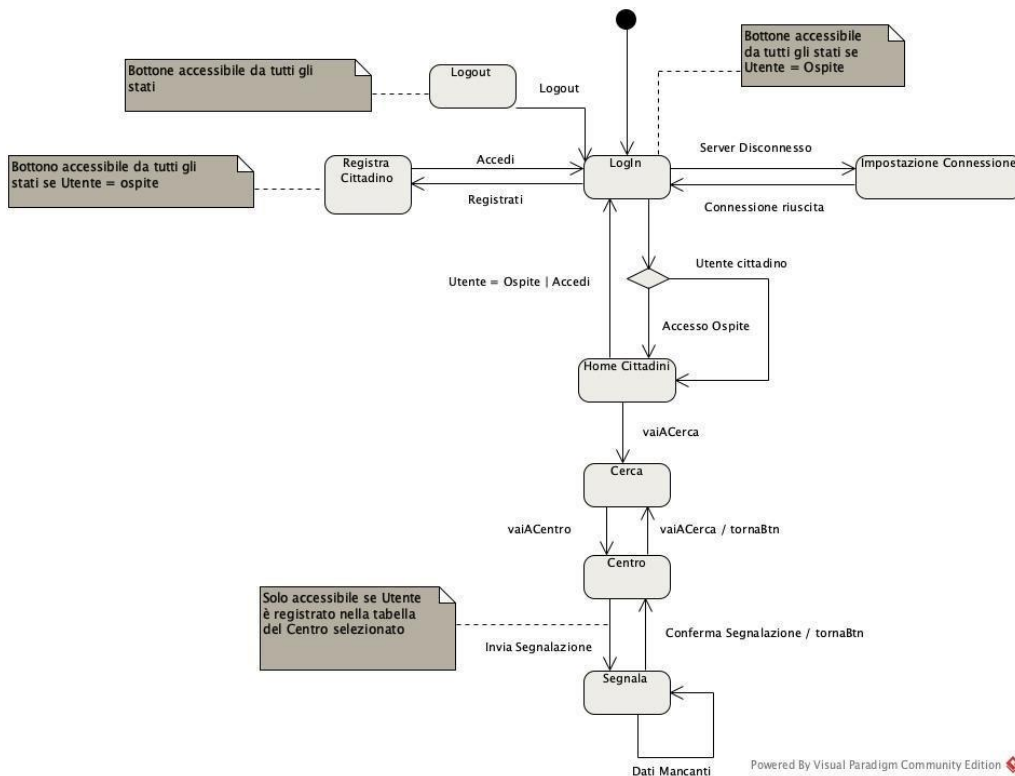 Bottone accessibile
da tutti gli stati se
Utente = Ospite
Bottone accessibile da tutti gli
stati
Logout
Logout
Bottono accessibile da tutti gli
stati se Utente = ospite
Registra
Cittadino
Accedi
Registrati
LogIn
Server Disconnesso
Connessione riuscita
Impostazione Connessione
Utente = Ospite | Accedi
Utente cittadino
Accesso Ospite
Home Cittadini
vaiACerca
Cerca
vaiACentro
vaiACerca / tornaBtn
Centro
Solo accessibile se Utente
è registrato nella tabella
del Centro selezionato
Invia Segnalazione
Conferma Segnalazione / tornaBtn
Segnala
Dati Mancanti
Powered By Visual Paradigm Community Edition